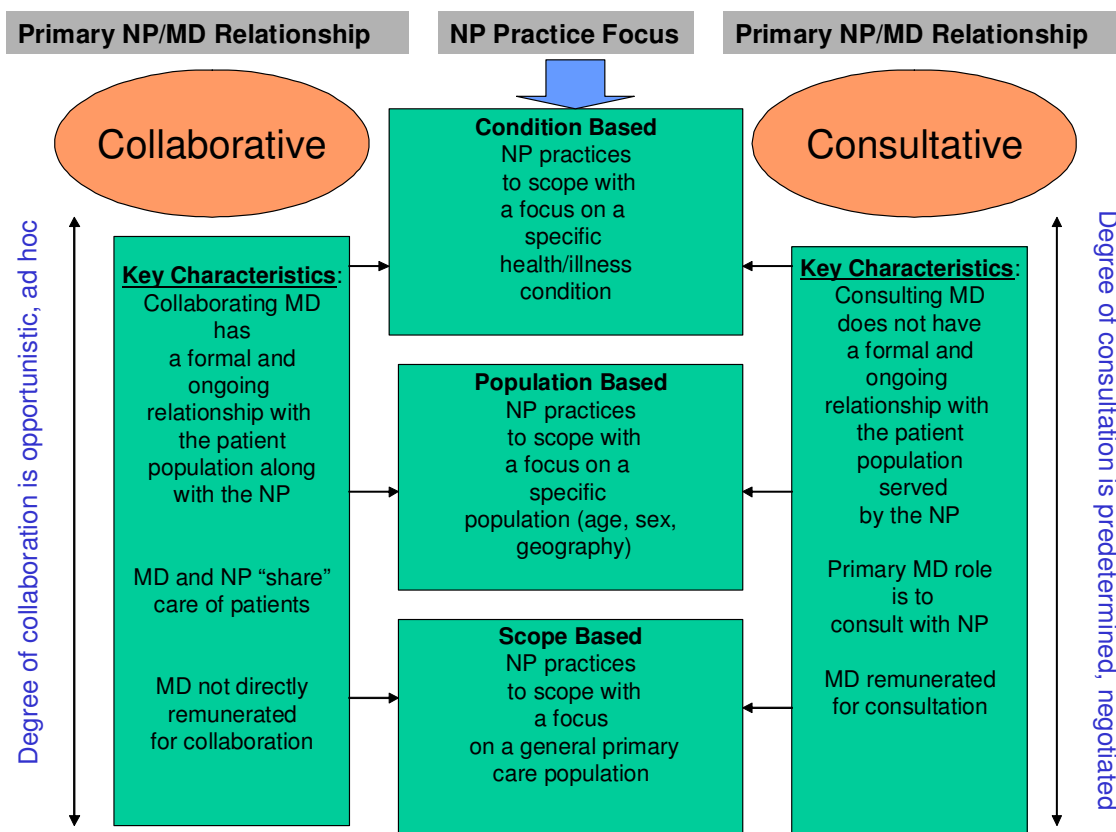 Primary NP/MD Relationship
NP Practice Focus
Primary NP/MD Relationship
Collaborative
Consultative
Degree of collaboration is opportunistic, ad hoc
Key Characteristics:
Collaborating MD
has
a formal and
ongoing
relationship with
the patient
population along
with the NP
MD and NP “share”
care of patients
MD not directly
remunerated
for collaboration
Condition Based
NP practices
to scope with
a focus on a
specific
health/illness
condition
Population Based
NP practices
to scope with
a focus on a
specific
population (age, sex,
geography)
Scope Based
NP practices
to scope with
a focus
on a general primary
care population
Key Characteristics:
Consulting MD
does not have
a formal and
ongoing
relationship with
the patient
population
served
by the NP
Primary MD role
is to
consult with NP
MD remunerated
for consultation
Degree of consultation is predetermined, negotiated